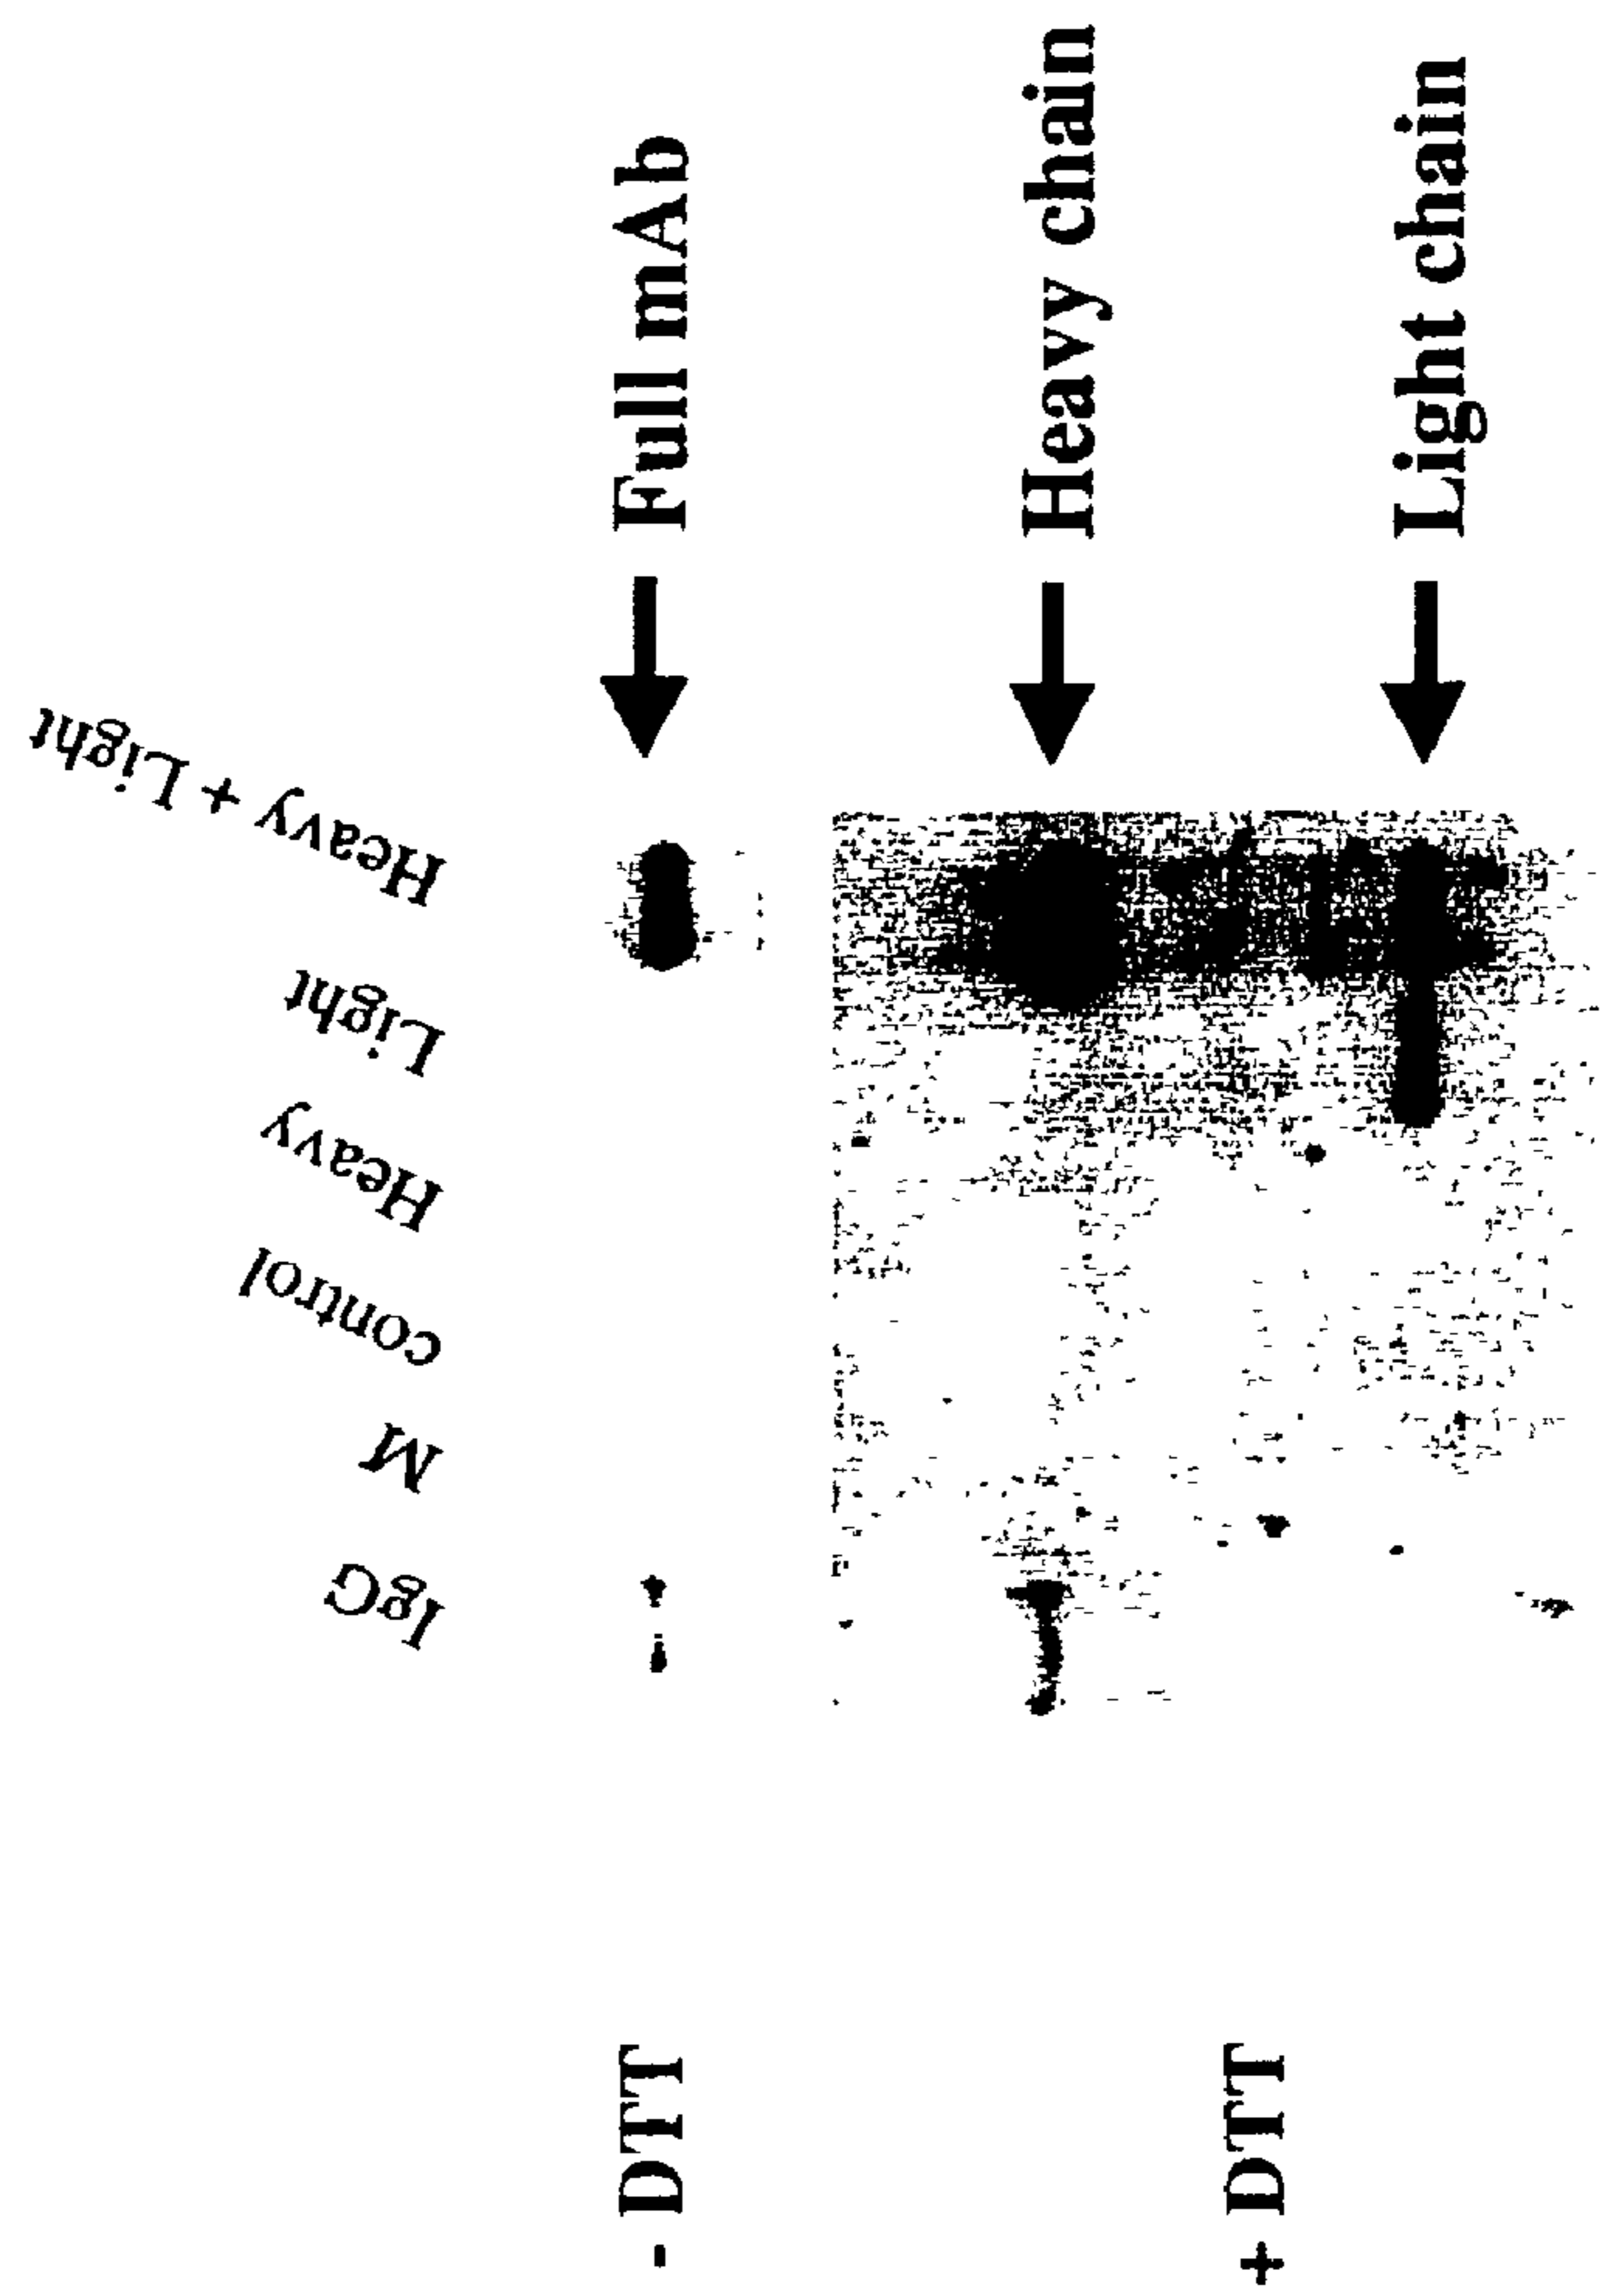 IgG
M
control
Heavy
Light
Heavy + Light
- DTT
Full mAb
+ DTT
Heavy chain
Light chain